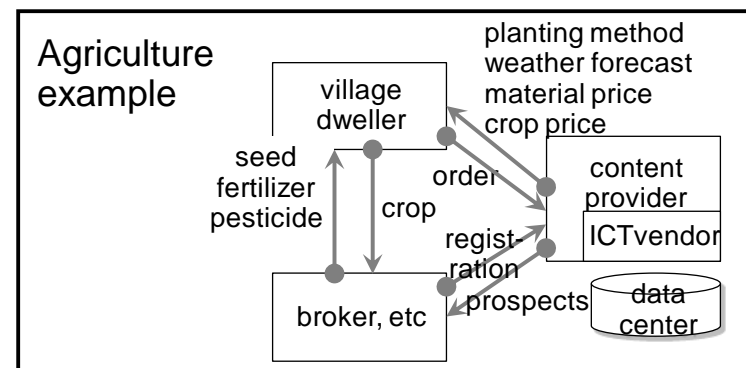 Agriculture
example
planting method
weather forecast
material price
crop price
village
dweller
seed
fertilizer
pesticide
crop
order
content
provider
ICTvendor
regist-
ration
prospects
broker, etc
data
center